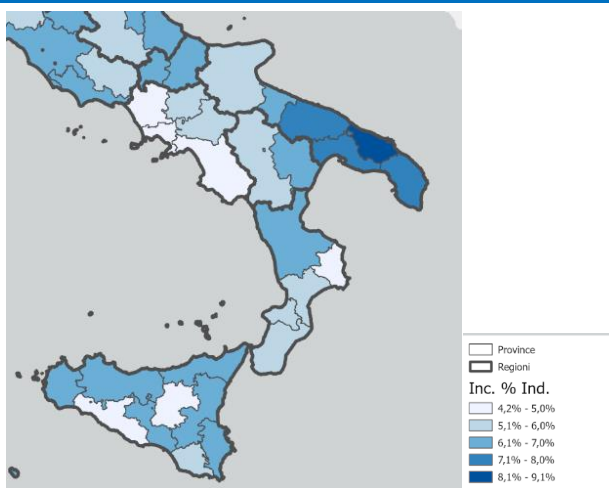 Province
Regioni
Inc. % Ind.
4,2% - 5,0%
5,1% - 6,0%
6,1% - 7,0%
7,1% - 8,0%
8,1% - 9,1%